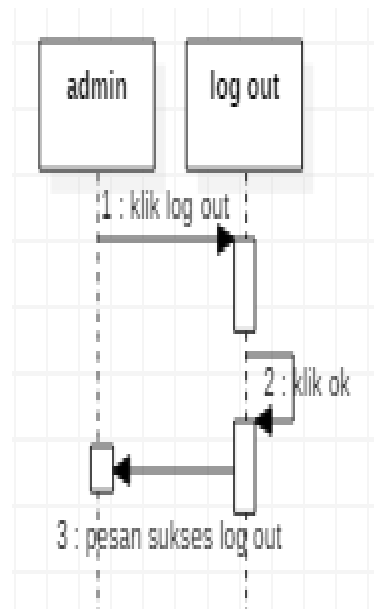 admin
log out
1 : klik log out
2 : klik ok
3 : pesan sukses log out